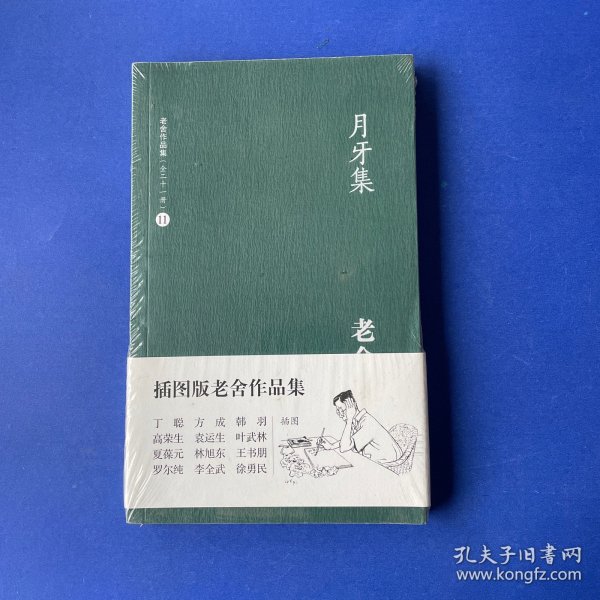 月牙集
老舍作品集（全二十一册）11
老
插图版老舍作品集
丁聪 方成 韩羽 插图
高荣生 袁运生 叶武林
夏葆元 林旭东 王书朋
罗尔纯 李全武 徐勇民
孔夫子旧书网
www.kongfz.com